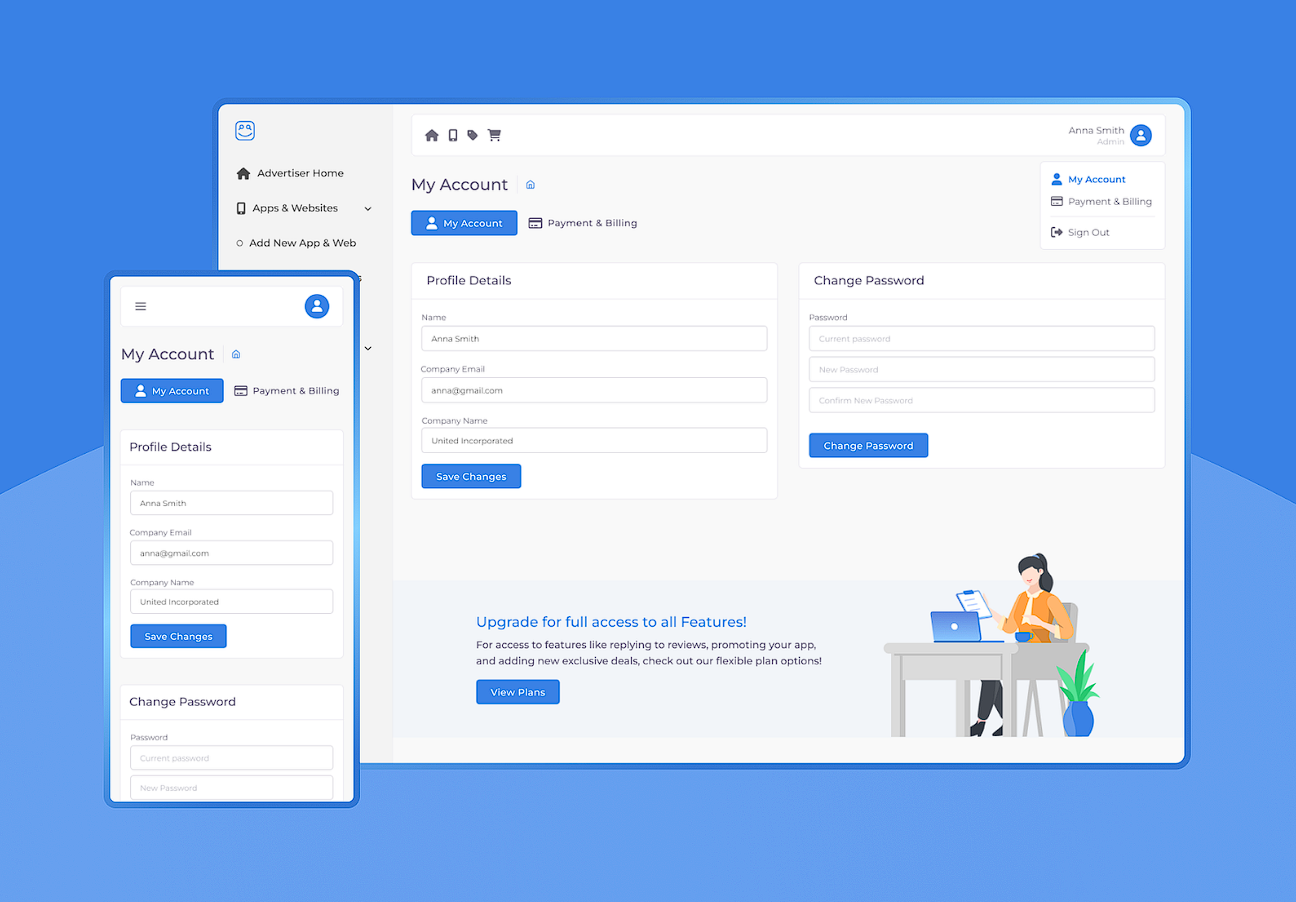 Advertiser Home
Apps & Websites
Add New App & Web
Anna Smith
Admin
My Account
Payment & Billing
Sign Out
My Account
My Account
Payment & Billing
Profile Details
Name
Anna Smith
Company Email
anna@gmail.com
Company Name
United Incorporated
Save Changes
Change Password
Password
Current password
New Password
Confirm New Password
Change Password
Upgrade for full access to all Features!
For access to features like replying to reviews, promoting your app,
and adding new exclusive deals, check out our flexible plan options!
View Plans
My Account
My Account
Payment & Billing
Profile Details
Name
Anna Smith
Company Email
anna@gmail.com
Company Name
United Incorporated
Save Changes
Change Password
Password
Current password
New Password